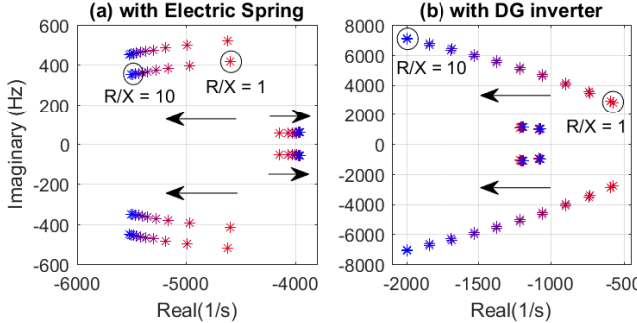 (a) with Electric Spring
(b) with DG inverter
Imaginary (Hz)
600
400
200
0
-200
-400
-600
R/X = 10
R/X = 1
-6000
-5000
-4000
Real(1/s)
8000
6000
4000
2000
0
-2000
-4000
-6000
-8000
R/X = 10
R/X = 1
-2000
-1500
-1000
-500
Real(1/s)